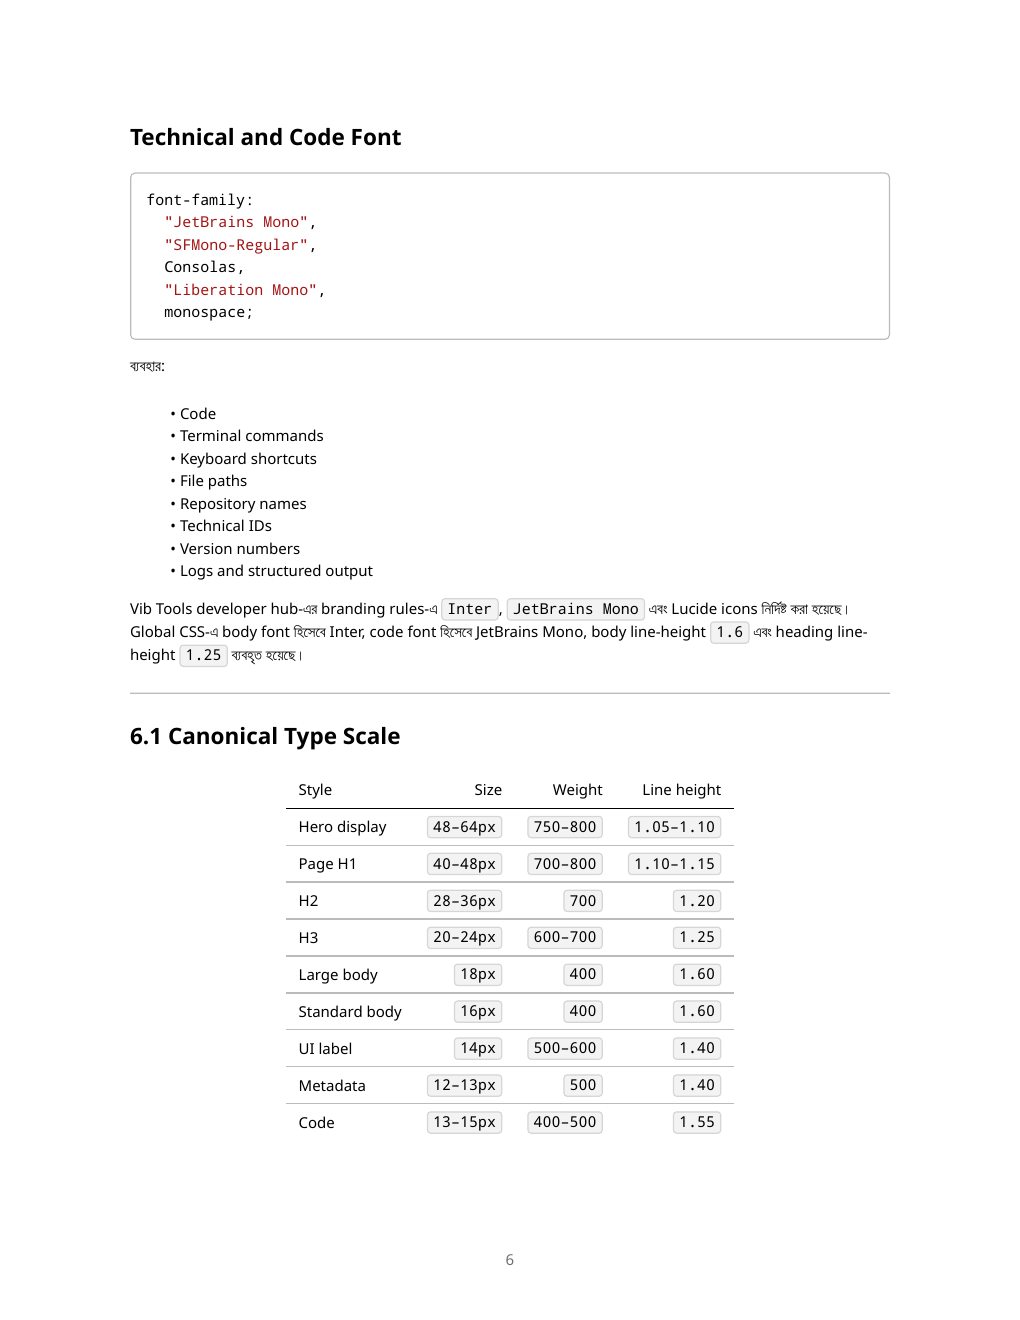 Technical and Code Font
font-family:
"JetBrains Mono",
"SFMono-Regular",
Consolas,
"Liberation Mono",
monospace;
ব্যবহার:
• Code
• Terminal commands
• Keyboard shortcuts
• File paths
• Repository names
• Technical IDs
• Version numbers
• Logs and structured output
Vib Tools developer hub-এর branding rules-এ Inter, JetBrains Mono এবং Lucide icons নির্দিষ্ট করা হয়েছে।
Global CSS-এ body font হিসেবে Inter, code font হিসেবে JetBrains Mono, body line-height 1.6 এবং heading line-
height 1.25 ব্যবহৃত হয়েছে।
6.1 Canonical Type Scale
Style Size Weight Line height
Hero display 48–64px 750–800 1.05–1.10
Page H1 40–48px 700–800 1.10–1.15
H2 28–36px 700 1.20
H3 20–24px 600–700 1.25
Large body 18px 400 1.60
Standard body 16px 400 1.60
UI label 14px 500–600 1.40
Metadata 12–13px 500 1.40
Code 13–15px 400–500 1.55
6